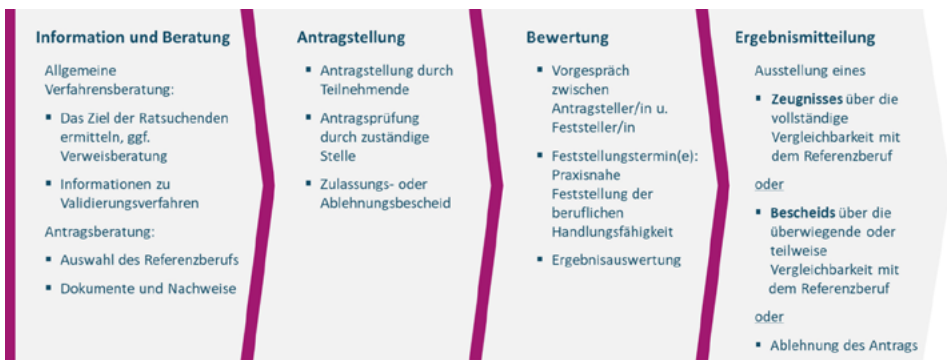 Information und Beratung
Allgemeine
Verfahrensberatung:
▪ Das Ziel der Ratsuchenden
ermitteln, ggf.
Verweisberatung
▪ Informationen zu
Validierungsverfahren
Antragsberatung:
▪ Auswahl des Referenzberufs
▪ Dokumente und Nachweise
Antragstellung
▪ Antragstellung durch
Teilnehmende
▪ Antragsprüfung
durch zuständige
Stelle
▪ Zulassungs- oder
Ablehnungsbescheid
Bewertung
▪ Vorgespräch
zwischen
Antragsteller/in u.
Feststeller/in
▪ Feststellungstermin(e):
Praxisnahe
Feststellung der
beruflichen
Handlungsfähigkeit
▪ Ergebnisauswertung
Ergebnismitteilung
Ausstellung eines
▪ Zeugnisses über die
vollständige
Vergleichbarkeit mit
dem Referenzberuf
oder
▪ Bescheids über die
überwiegende oder
teilweise
Vergleichbarkeit mit
dem Referenzberuf
oder
▪ Ablehnung des Antrags